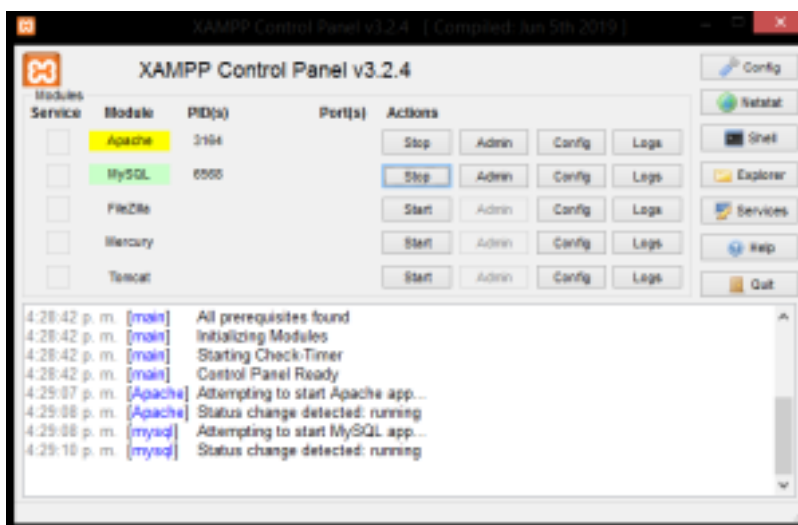 XAMPP Control Panel v3.2.4 [ Compiled: Jun 5th 2019 ]
XAMPP Control Panel v3.2.4
Modules
Service Module PID(s) Port(s) Actions
Apache 3164 Stop Admin Config Logs
MySQL 6568 Stop Admin Config Logs
FileZilla Start Admin Config Logs
Mercury Start Admin Config Logs
Tomcat Start Admin Config Logs
Config
Netstat
Shell
Explorer
Services
Help
Quit
4:28:42 p. m. [main] All prerequisites found
4:28:42 p. m. [main] Initializing Modules
4:28:42 p. m. [main] Starting Check-Timer
4:28:42 p. m. [main] Control Panel Ready
4:29:07 p. m. [Apache] Attempting to start Apache app...
4:29:08 p. m. [Apache] Status change detected: running
4:29:08 p. m. [mysql] Attempting to start MySQL app...
4:29:10 p. m. [mysql] Status change detected: running